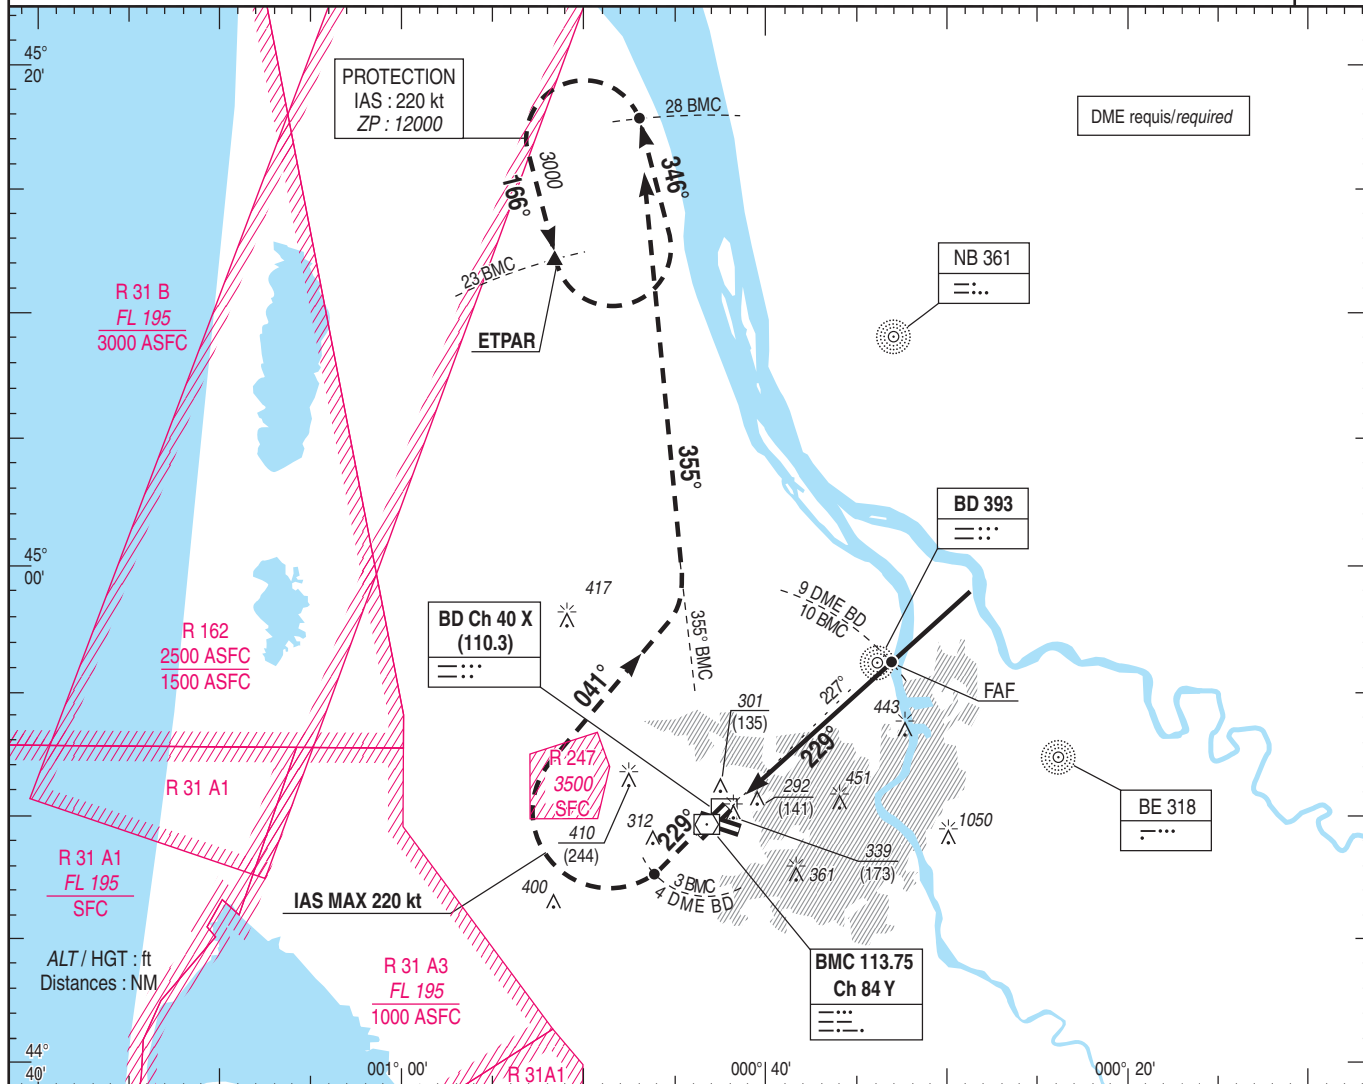 45°
20'
PROTECTION
IAS : 220 kt
ZP : 12000
28 BMC
DME requis/required
3000
166°
346°
23 BMC
NB 361
R 31 B
FL 195
3000 ASFC
ETPAR
355°
BD 393
45°
00'
417
9 DME BD
10 BMC
BD Ch 40 X
(110.3)
R 162
2500 ASFC
1500 ASFC
355° BMC
041°
227°
FAF
301
(135)
443
229°
R 247
3500
SFC
R 31 A1
292
(141)
451
BE 318
410
(244)
312
229°
1050
339
(173)
361
R 31 A1
FL 195
SFC
400
3 BMC
4 DME BD
IAS MAX 220 kt
ALT / HGT : ft
Distances : NM
R 31 A3
FL 195
1000 ASFC
BMC 113.75
Ch 84 Y
44°
40'
001° 00'
000° 40'
000° 20'
R 31A1